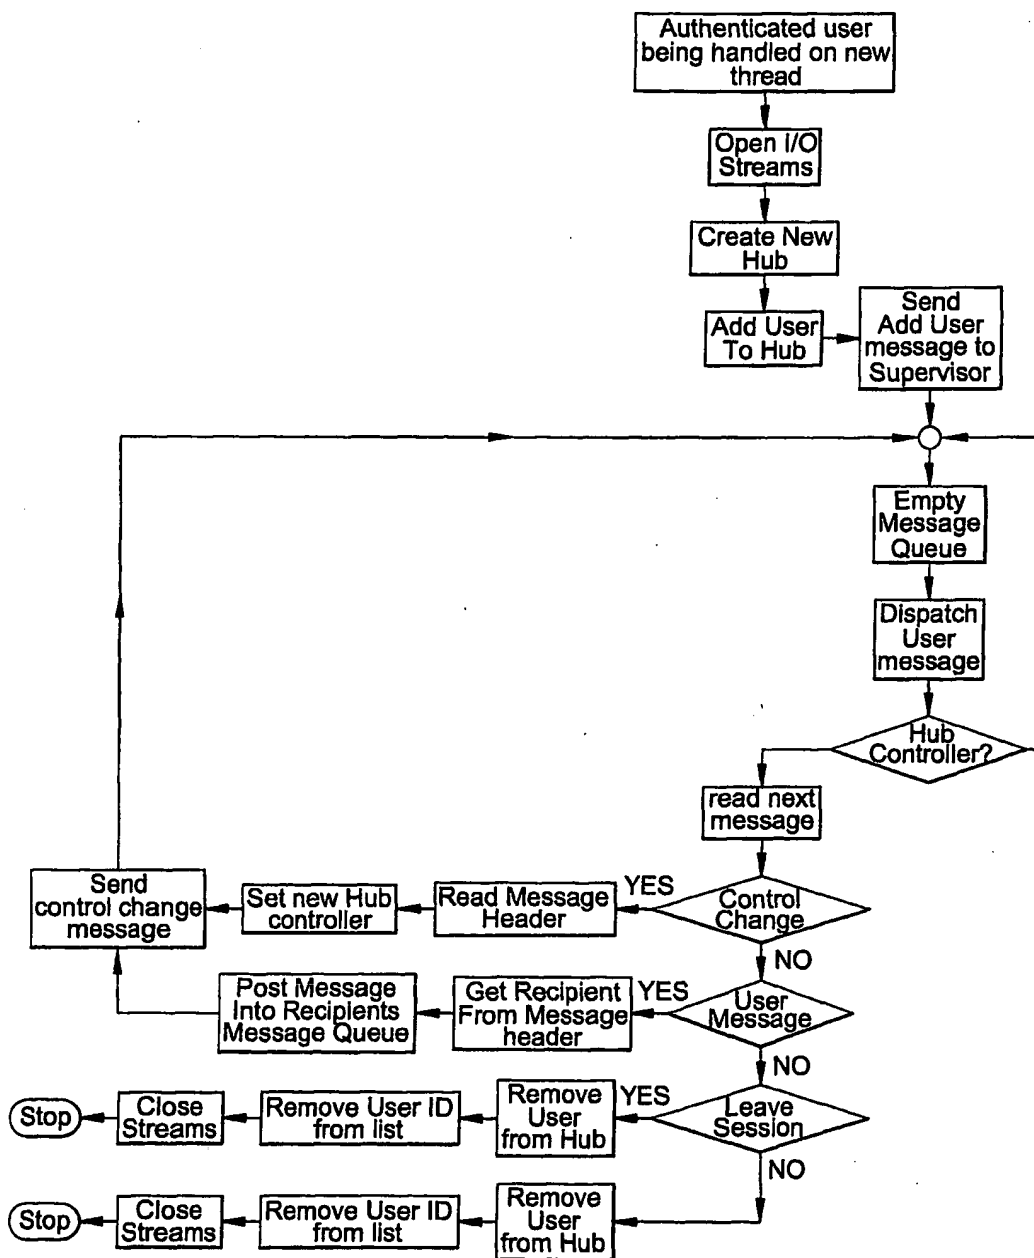 Authenticated user
being handled on new
thread
Open I/O
Streams
Create New
Hub
Add User
To Hub
Send
Add User
message to
Supervisor
Empty
Message
Queue
Dispatch
User
message
Hub
Controller?
read next
message
Control
Change
YES
NO
Read Message
Header
Set new Hub
controller
Send
control change
message
User
Message
YES
NO
Get Recipient
From Message
header
Post Message
Into Recipients
Message Queue
Leave
Session
YES
NO
Remove
User
from Hub
Remove User ID
from list
Close
Streams
Stop
Remove
User
from Hub
Remove User ID
from list
Close
Streams
Stop